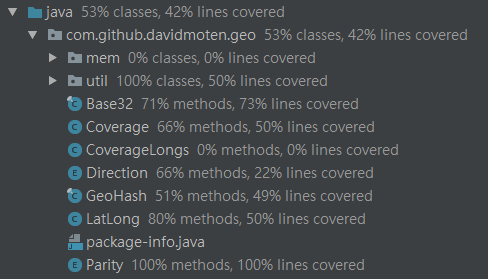 java 53% classes, 42% lines covered
com.github.davidmoten.geo 53% classes, 42% lines covered
mem 0% classes, 0% lines covered
util 100% classes, 50% lines covered
Base32 71% methods, 73% lines covered
Coverage 66% methods, 50% lines covered
CoverageLongs 0% methods, 0% lines covered
Direction 66% methods, 22% lines covered
GeoHash 51% methods, 49% lines covered
LatLong 80% methods, 50% lines covered
package-info.java
Parity 100% methods, 100% lines covered